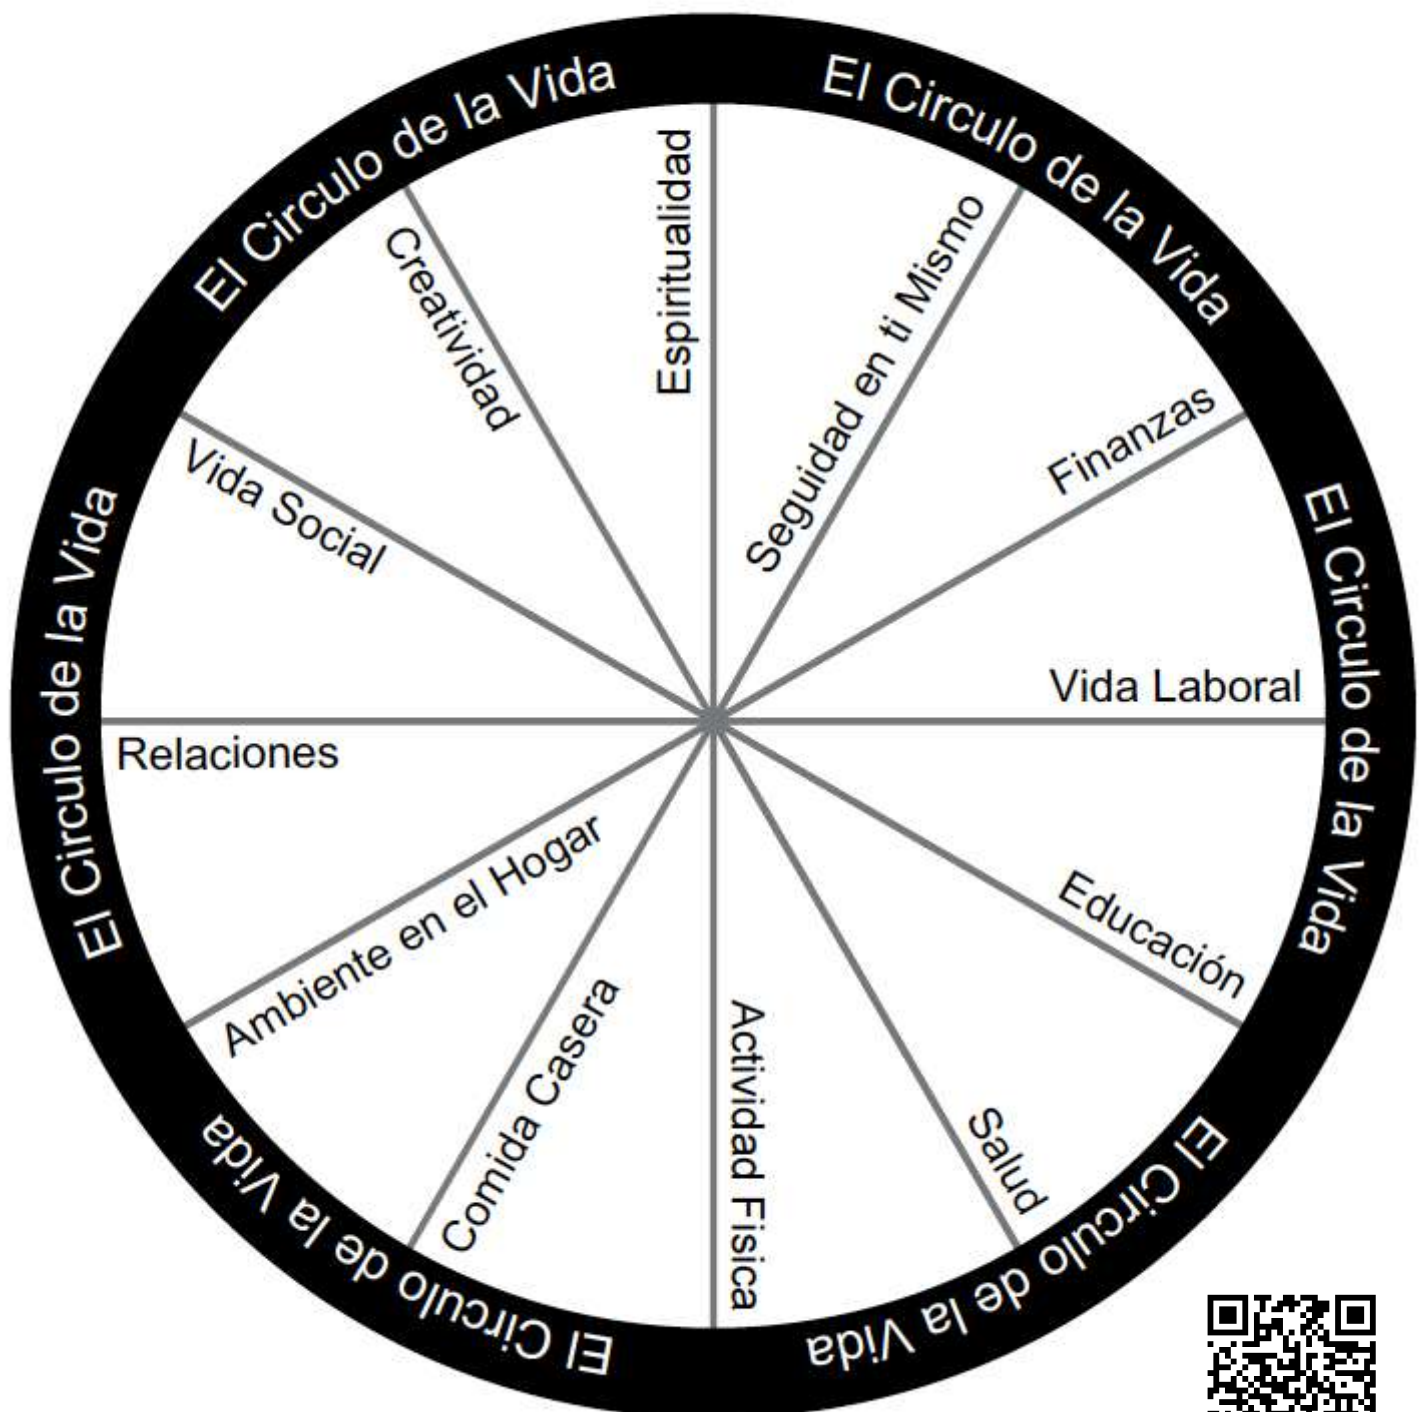 El Circulo de la Vida
El Circulo de la Vida
El Circulo de la Vida
El Circulo de la Vida
El Circulo de la Vida
El Circulo de la Vida
Espiritualidad
Seguidad en ti Mismo
Finanzas
Vida Laboral
Educación
Salud
Actividad Fisica
Comida Casera
Ambiente en el Hogar
Relaciones
Vida Social
Creatividad